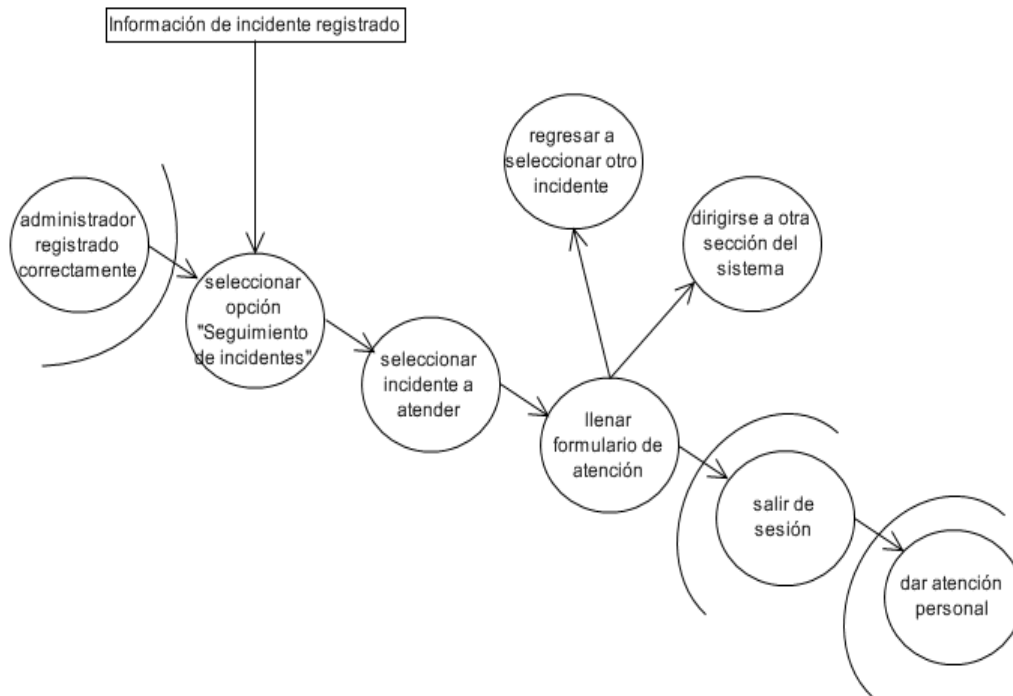 Información de incidente registrado
regresar a
seleccionar otro
incidente
administrador
registrado
correctamente
dirigirse a otra
sección del
sistema
seleccionar
opción
"Seguimiento
de incidentes"
seleccionar
incidente a
atender
llenar
formulario de
atención
salir de
sesión
dar atención
personal